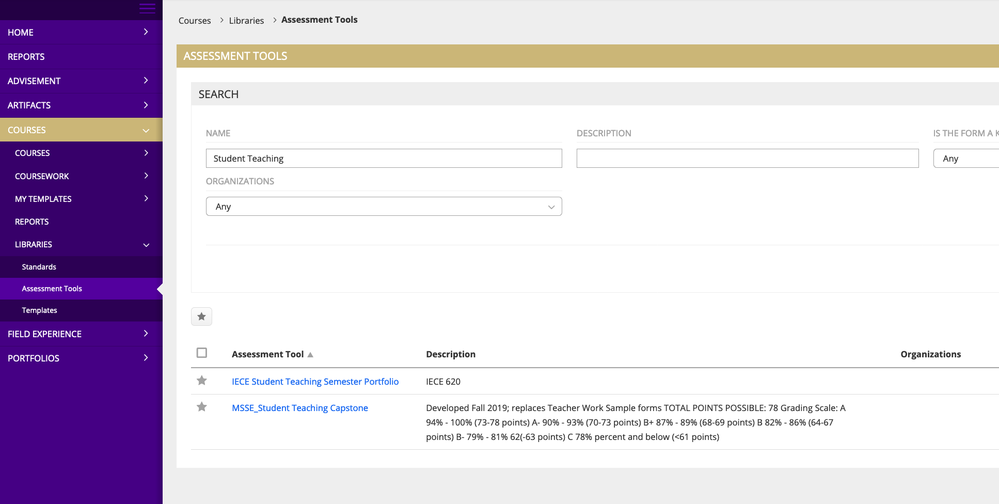 HOME
REPORTS
ADVISEMENT
ARTIFACTS
COURSES
COURSES
COURSEWORK
MY TEMPLATES
REPORTS
LIBRARIES
Standards
Assessment Tools
Templates
FIELD EXPERIENCE
PORTFOLIOS
Courses > Libraries > Assessment Tools
ASSESSMENT TOOLS
SEARCH
NAME
DESCRIPTION
IS THE FORM A K
Student Teaching
Any
ORGANIZATIONS
Any
Assessment Tool ▲ Description Organizations
IECE Student Teaching Semester Portfolio IECE 620
MSSE_Student Teaching Capstone Developed Fall 2019; replaces Teacher Work Sample forms TOTAL POINTS POSSIBLE: 78 Grading Scale: A
94% - 100% (73-78 points) A- 90% - 93% (70-73 points) B+ 87% - 89% (68-69 points) B 82% - 86% (64-67
points) B- 79% - 81% 62(-63 points) C 78% percent and below (<61 points)